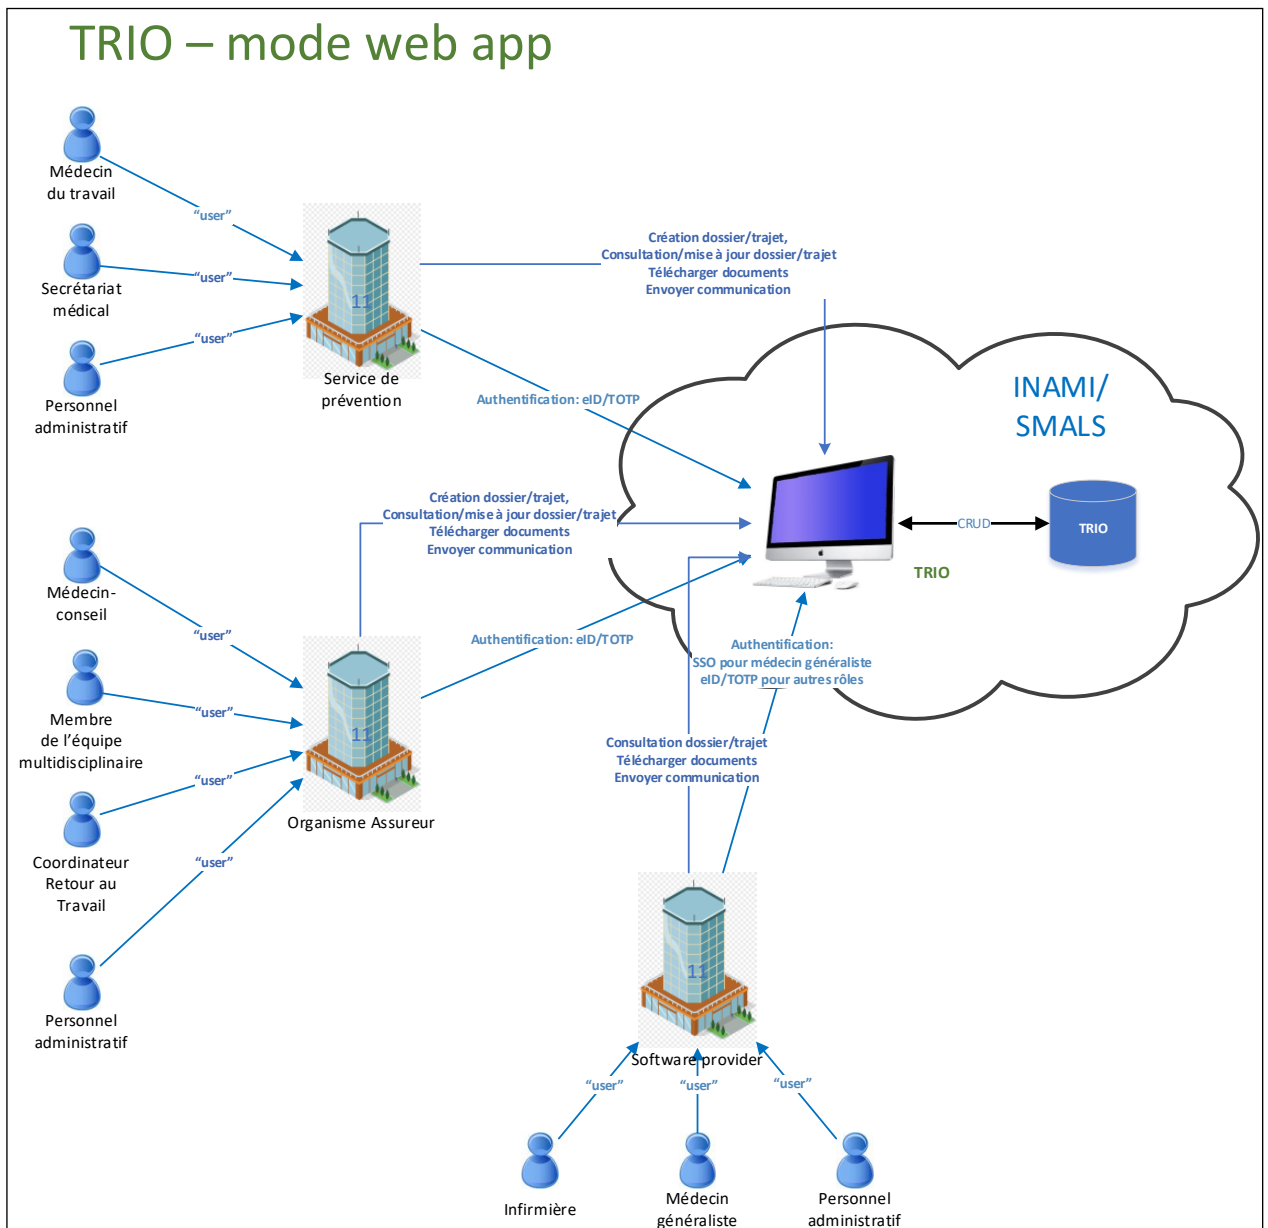 TRIO – mode web app
Médecin
du travail
"user"
Secrétariat
médical
"user"
Personnel
administratif
"user"
11
Service de
prévention
Création dossier/trajet,
Consultation/mise à jour dossier/trajet
Télécharger documents
Envoyer communication
Authentification: eID/TOTP
INAMI/
SMALS
CRUD
TRIO
TRIO
Création dossier/trajet,
Consultation/mise à jour dossier/trajet
Télécharger documents
Envoyer communication
Médecin-
conseil
"user"
Membre
de l'équipe
multidisciplinaire
"user"
Coordinateur
Retour au
Travail
"user"
Personnel
administratif
"user"
11
Organisme Assureur
Authentification: eID/TOTP
Authentification:
SSO pour médecin généraliste
eID/TOTP pour autres rôles
Consultation dossier/trajet
Télécharger documents
Envoyer communication
11
Software provider
"user"
"user"
"user"
Infirmière
Médecin
généraliste
Personnel
administratif